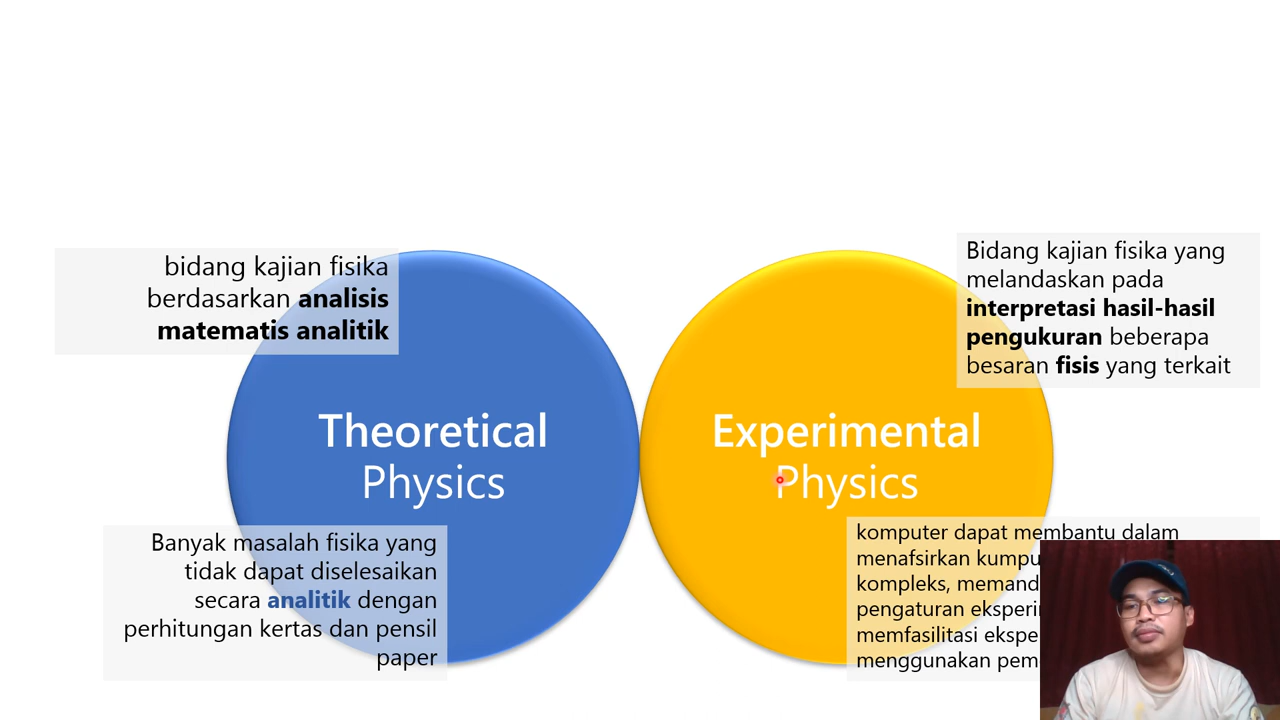 bidang kajian fisika
berdasarkan analisis
matematis analitik
Theoretical
Physics
Banyak masalah fisika yang
tidak dapat diselesaikan
secara analitik dengan
perhitungan kertas dan pensil
paper
Bidang kajian fisika yang
melandaskan pada
interpretasi hasil-hasil
pengukuran beberapa
besaran fisis yang terkait
Experimental
Physics
komputer dapat membantu dalam
menafsirkan
kompleks,
pengaturan
memfasilitasi
menggunakan